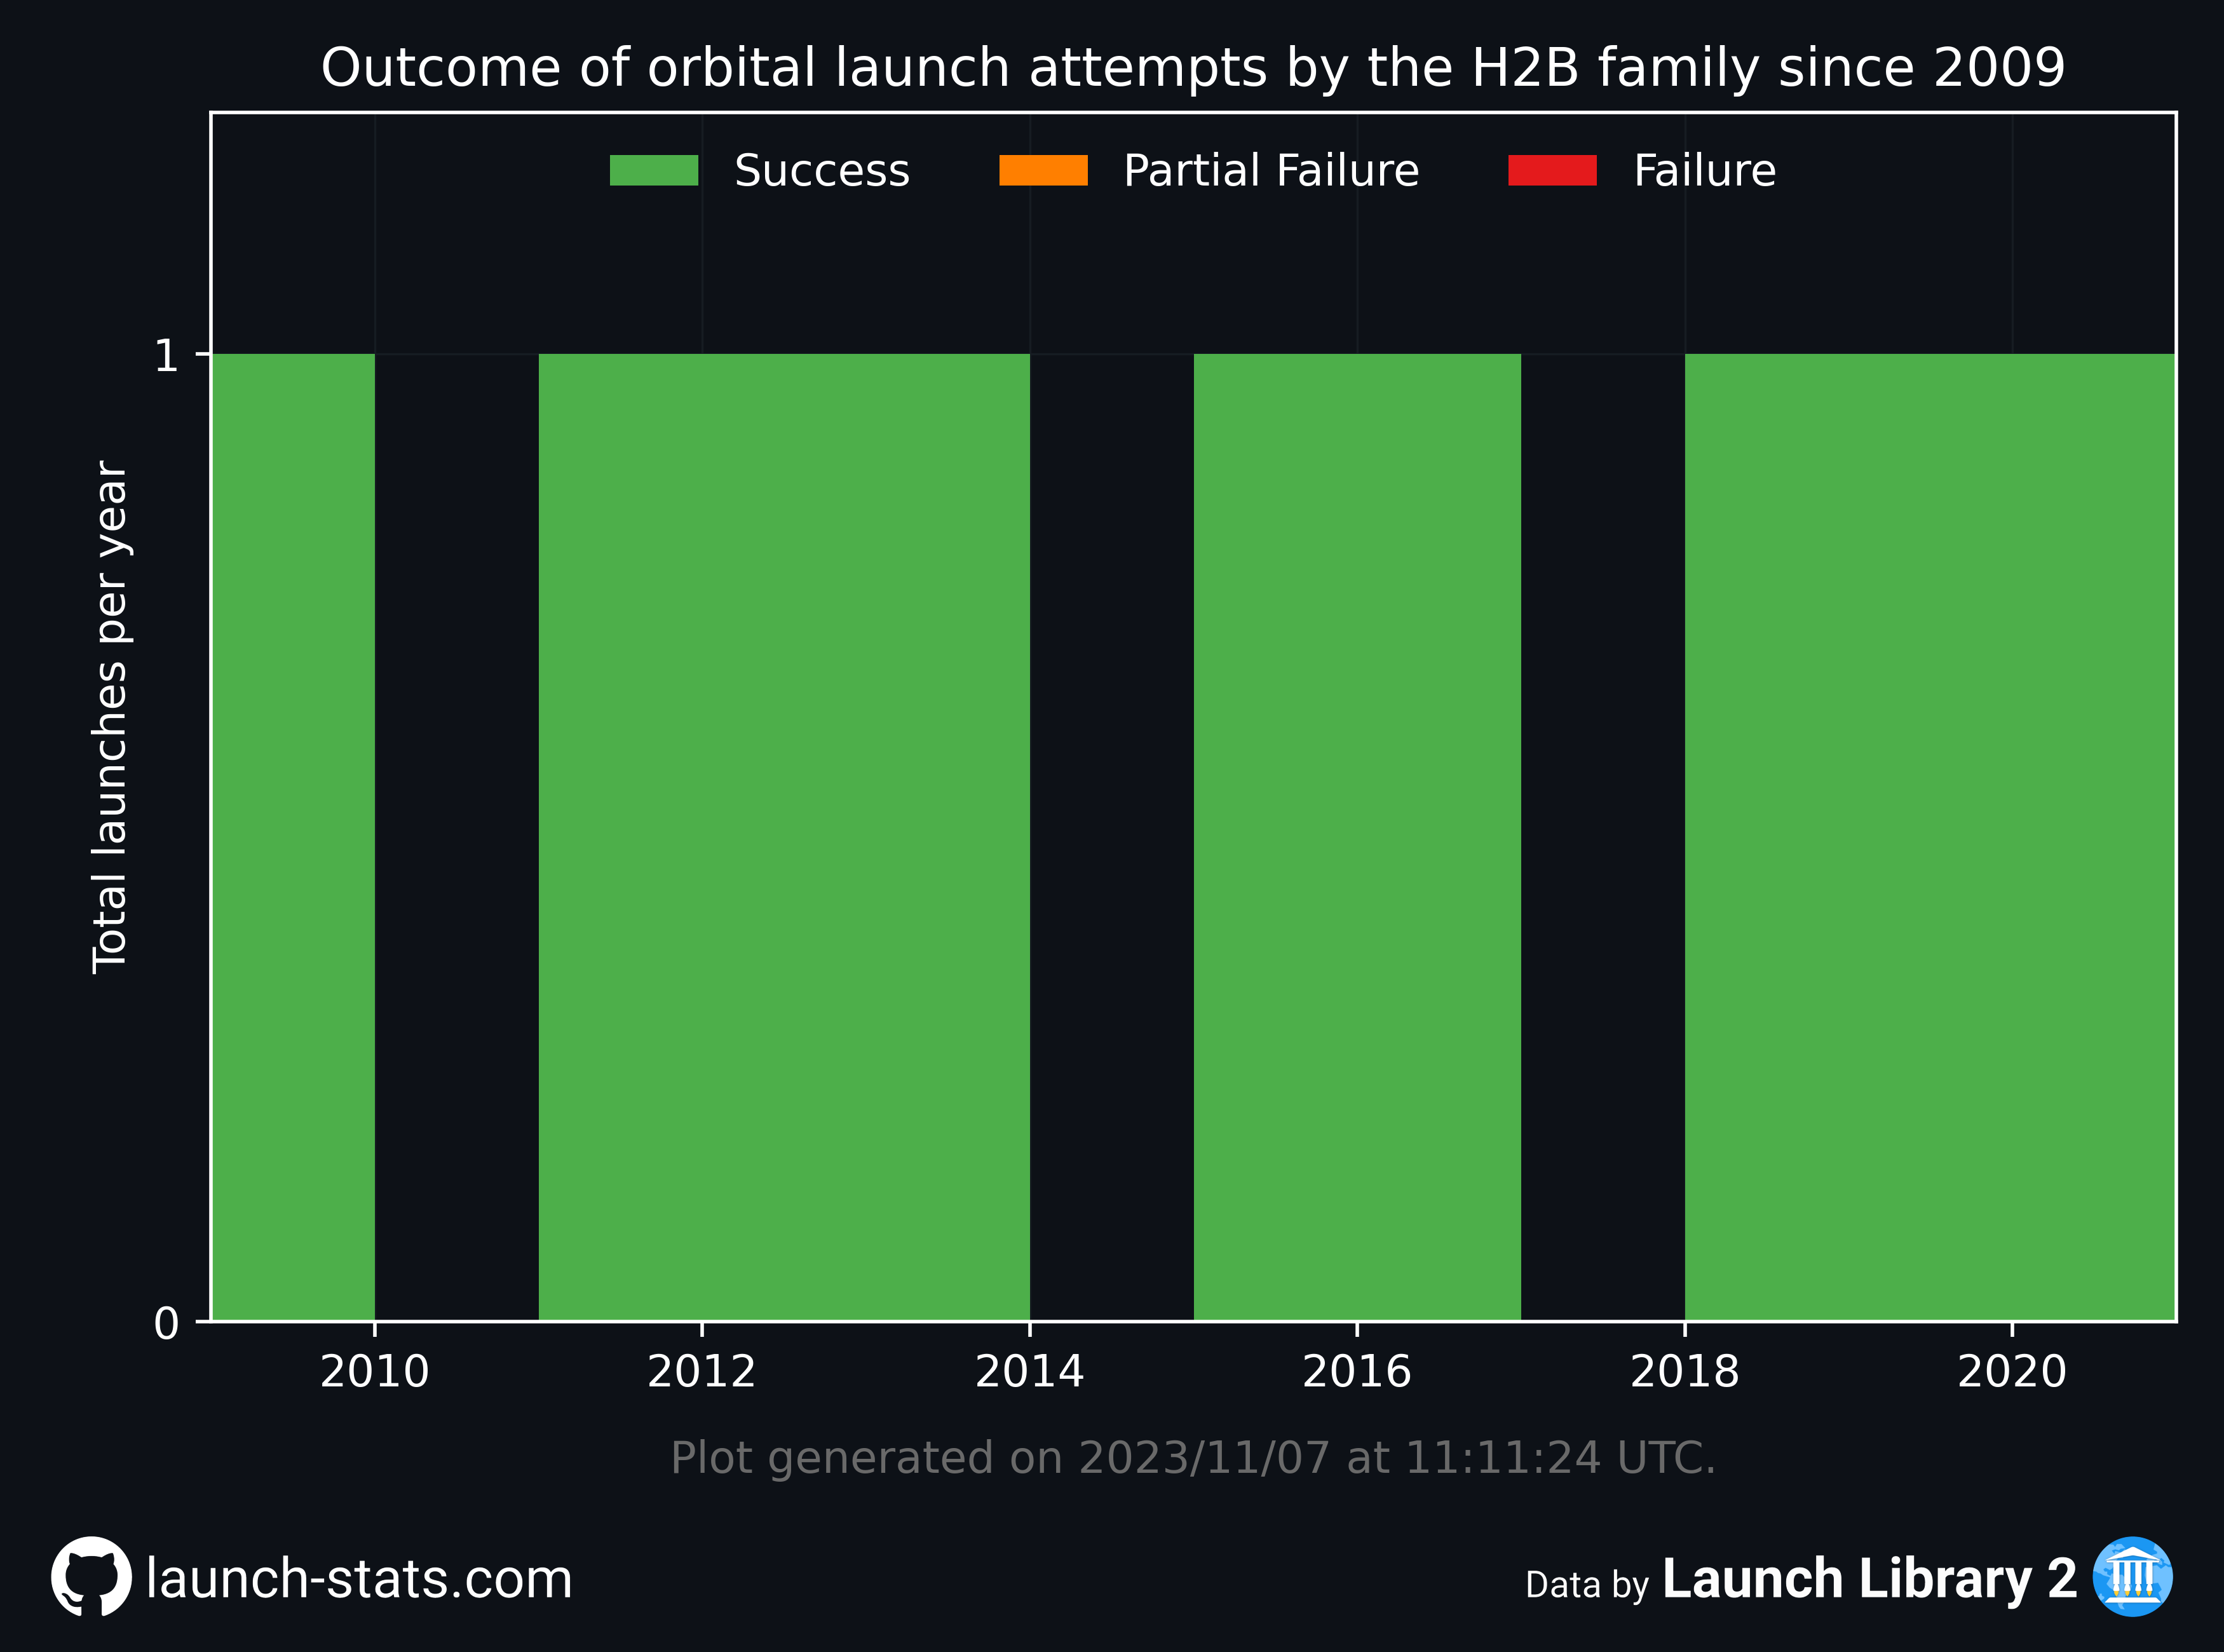 Outcome of orbital launch attempts by the H2B family since 2009
Success Partial Failure Failure
Total launches per year
1
0
2010 2012 2014 2016 2018 2020
Plot generated on 2023/11/07 at 11:11:24 UTC.
launch-stats.com
Data by Launch Library 2